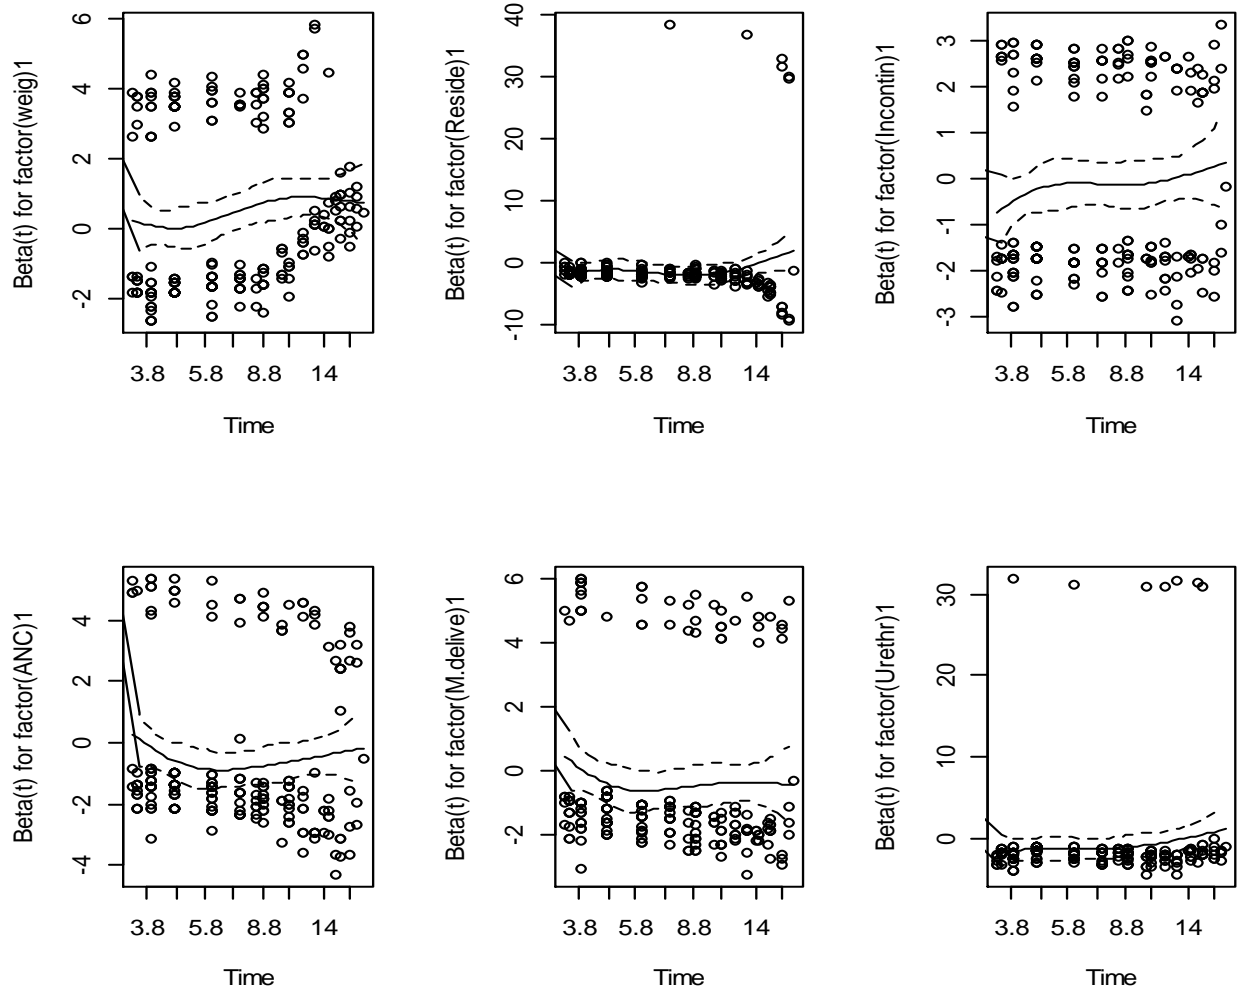 Beta(t) for factor(weig)1
6
4
2
0
-2
3.8 5.8 8.8 14
Time
Beta(t) for factor(Reside)1
40
30
20
10
0
-10
3.8 5.8 8.8 14
Time
Beta(t) for factor(Incontin)1
3
2
1
0
-1
-2
-3
3.8 5.8 8.8 14
Time
Beta(t) for factor(ANC)1
4
2
0
-2
-4
3.8 5.8 8.8 14
Time
Beta(t) for factor(M.delive)1
6
4
2
0
-2
3.8 5.8 8.8 14
Time
Beta(t) for factor(Urethr)1
30
20
10
0
3.8 5.8 8.8 14
Time